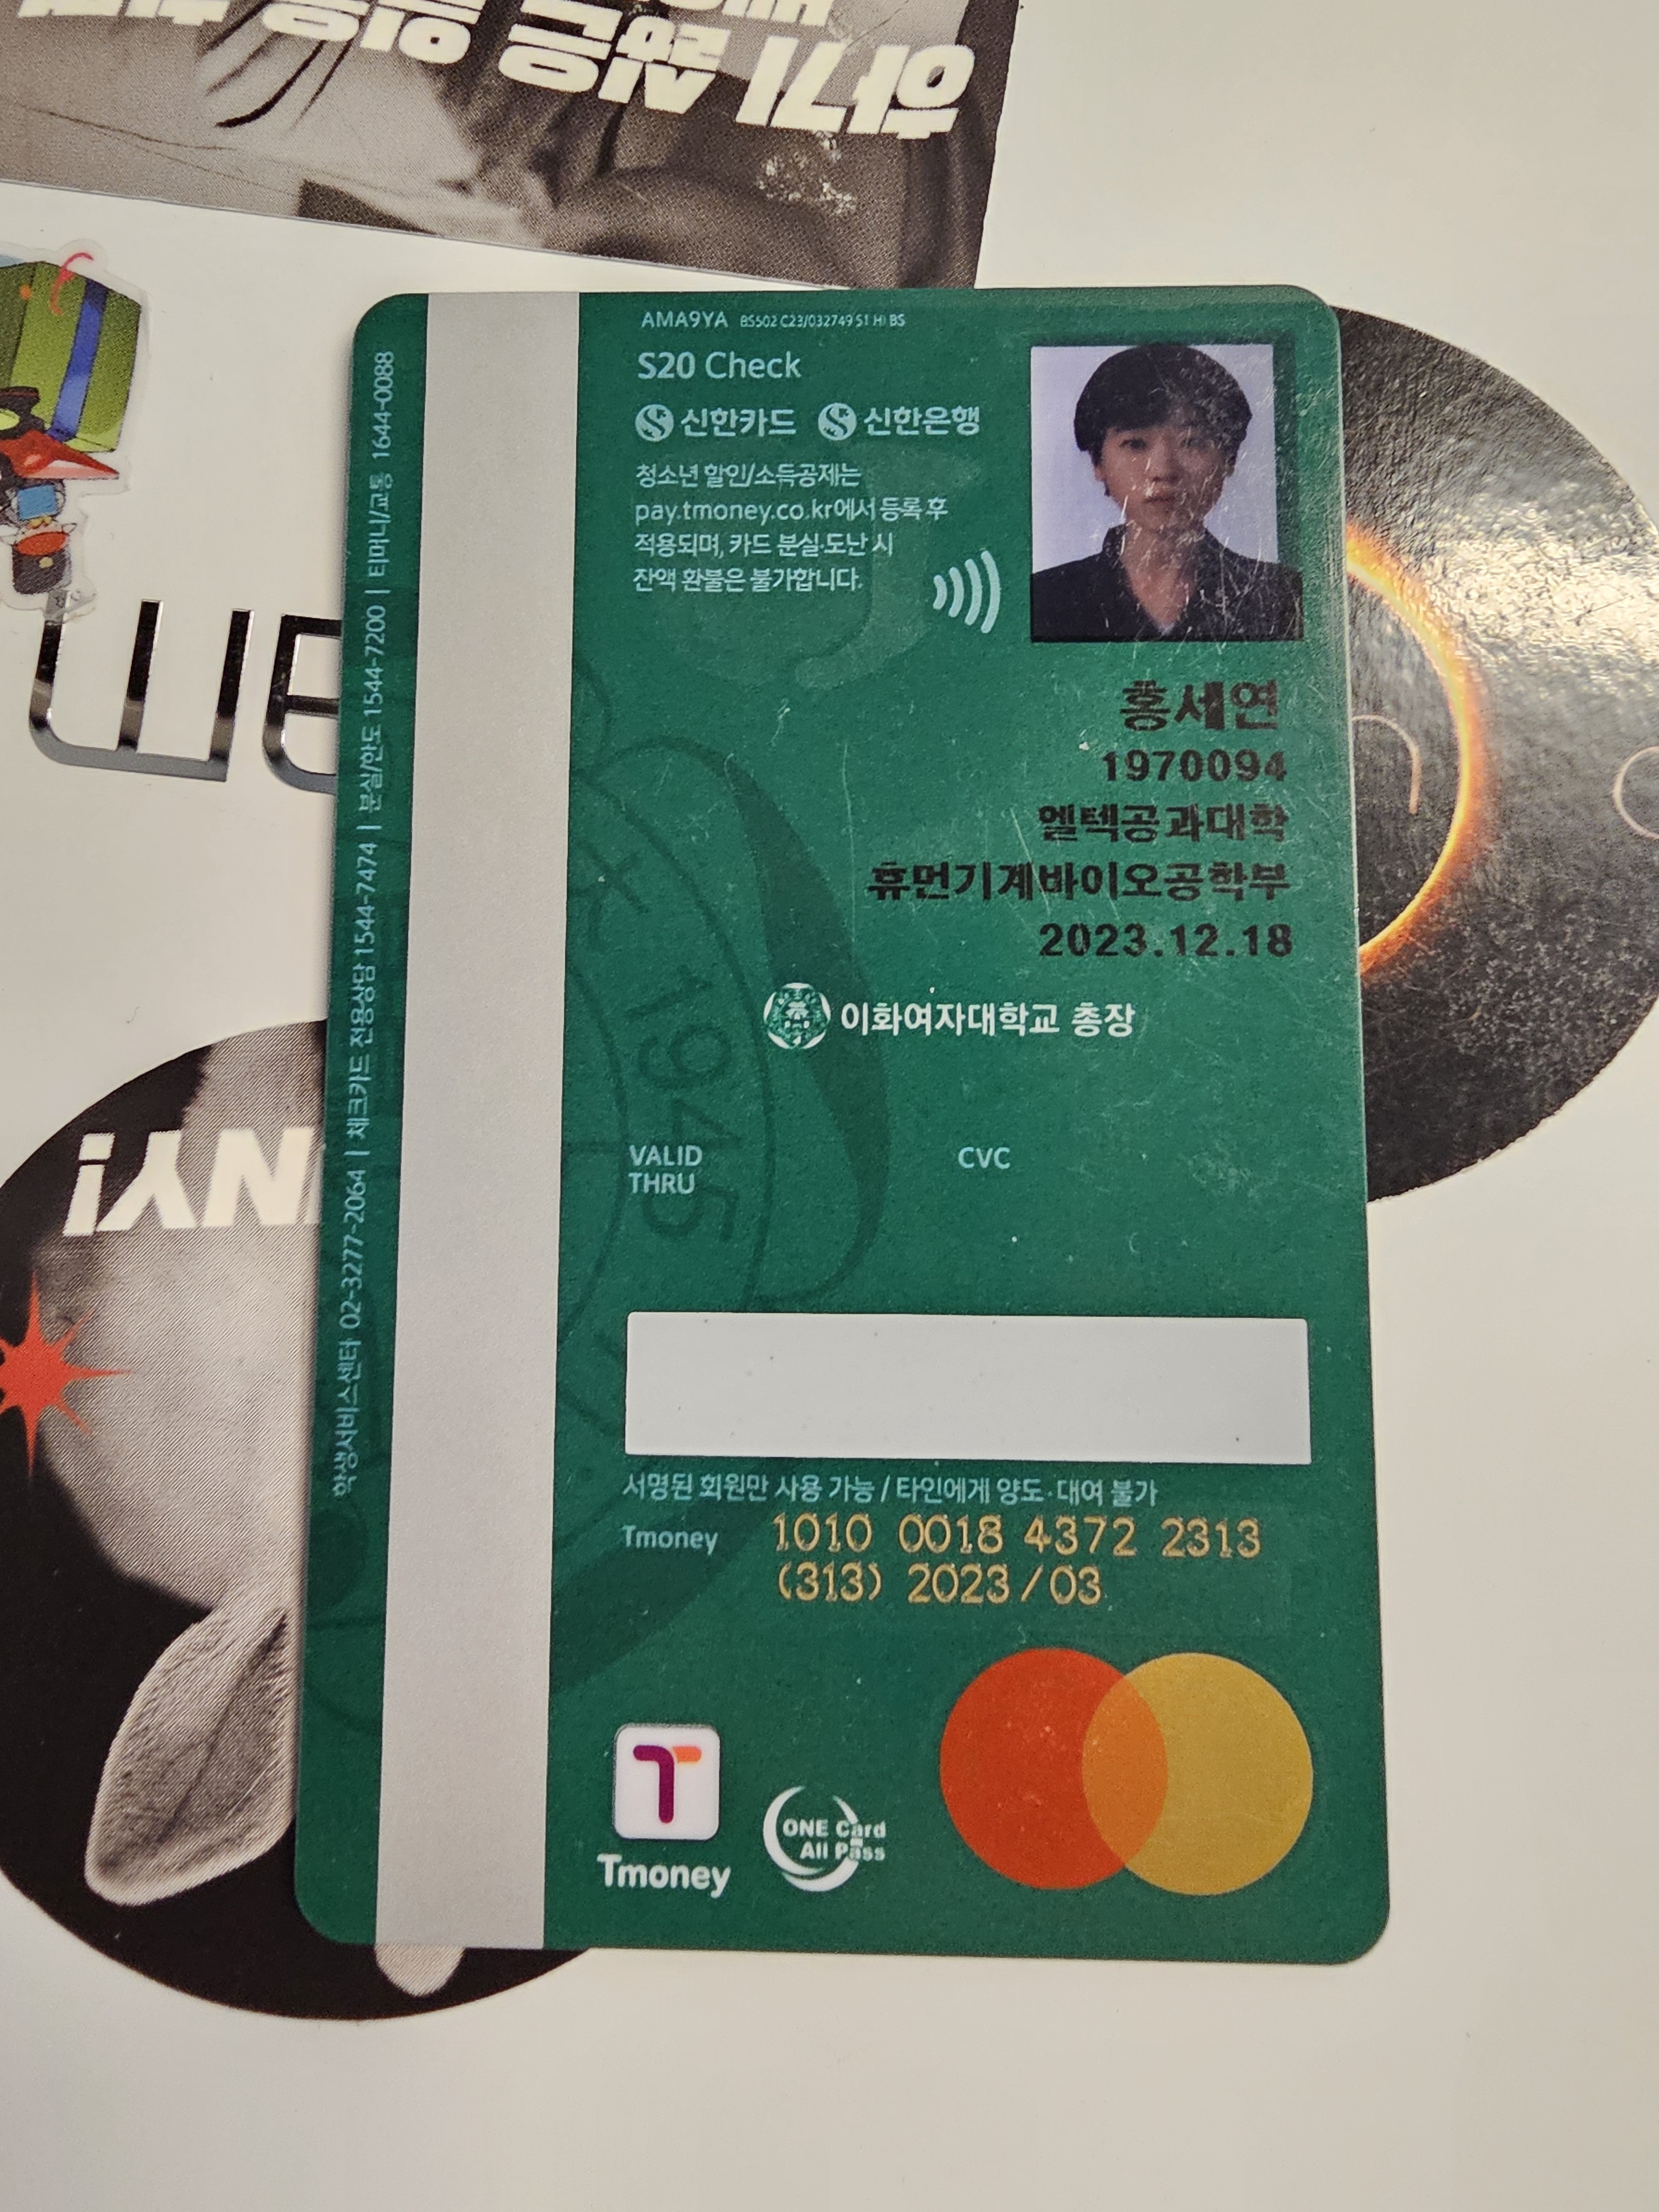 하기 싫음
AMA9YA BS502 C23/032749 S1 HI BS
S20 Check
신한카드 신한은행
청소년 할인/소득공제는
pay.tmoney.co.kr에서 등록 후
적용되며, 카드 분실·도난 시
잔액 환불은 불가합니다.
홍세연
1970094
엘텍공과대학
휴먼기계바이오공학부
2023.12.18
이화여자대학교 총장
1945
VALID
THRU
CVC
서명된 회원만 사용 가능 / 타인에게 양도·대여 불가
Tmoney 1010 0018 4372 2313
(313) 2023/03
Tmoney
ONE Card
All Pass
학생서비스센터 02-3277-2064 | 체크카드 전용상담 1544-7474 | 분실/한도 1544-7200 | 티머니/교통 1644-0088
NY!